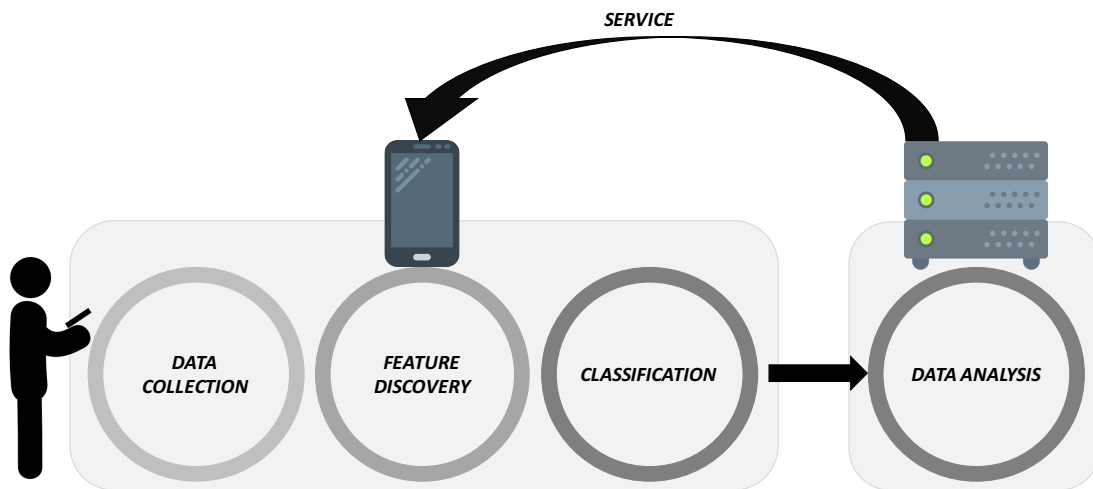 SERVICE
DATA
COLLECTION
FEATURE
DISCOVERY
CLASSIFICATION
DATA ANALYSIS